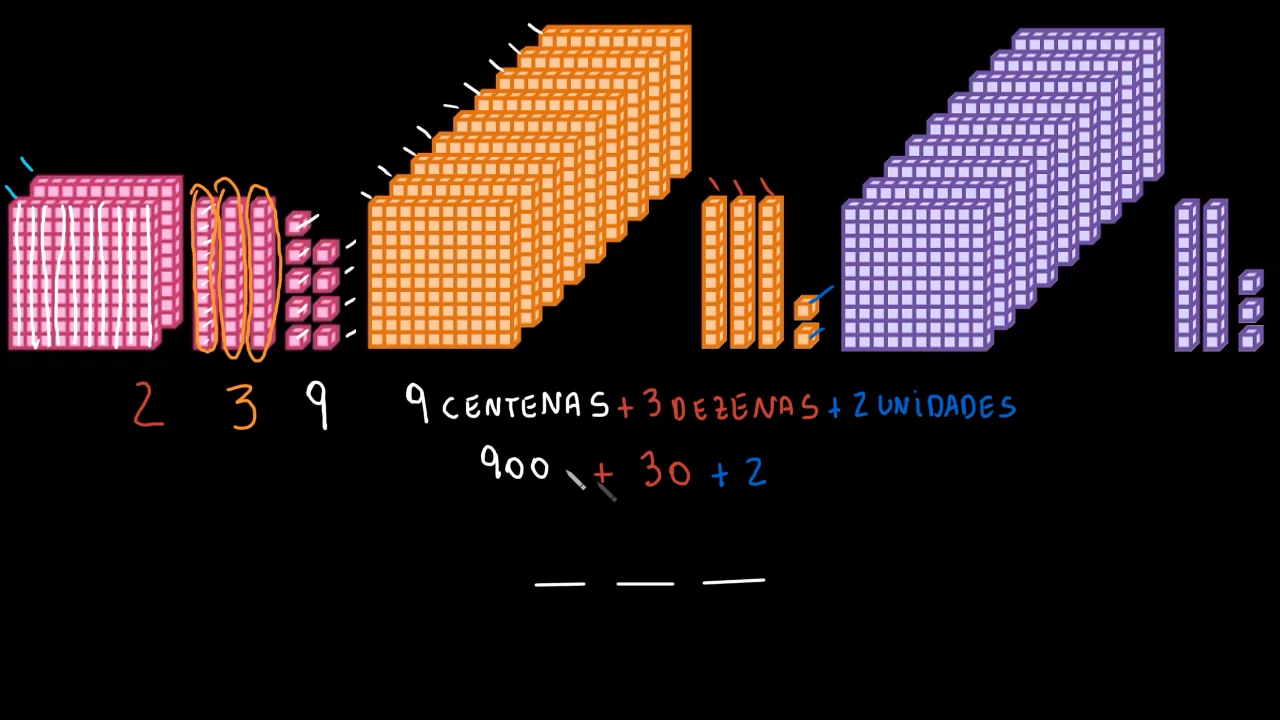 2 3 9 9 CENTENAS + 3 DEZENAS + 2 UNIDADES
900 + 30 + 2